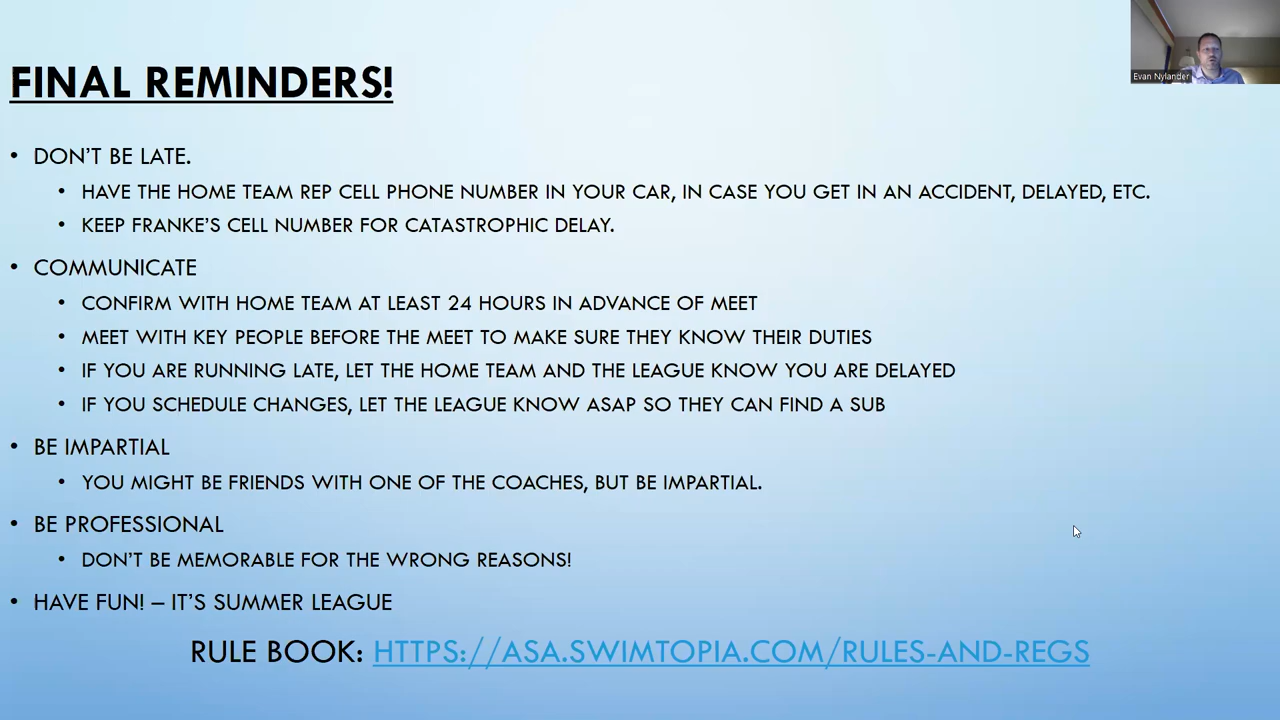 Evan Nylander
FINAL REMINDERS!
• DON'T BE LATE.
• HAVE THE HOME TEAM REP CELL PHONE NUMBER IN YOUR CAR, IN CASE YOU GET IN AN ACCIDENT, DELAYED, ETC.
• KEEP FRANKE'S CELL NUMBER FOR CATASTROPHIC DELAY.
• COMMUNICATE
• CONFIRM WITH HOME TEAM AT LEAST 24 HOURS IN ADVANCE OF MEET
• MEET WITH KEY PEOPLE BEFORE THE MEET TO MAKE SURE THEY KNOW THEIR DUTIES
• IF YOU ARE RUNNING LATE, LET THE HOME TEAM AND THE LEAGUE KNOW YOU ARE DELAYED
• IF YOU SCHEDULE CHANGES, LET THE LEAGUE KNOW ASAP SO THEY CAN FIND A SUB
• BE IMPARTIAL
• YOU MIGHT BE FRIENDS WITH ONE OF THE COACHES, BUT BE IMPARTIAL.
• BE PROFESSIONAL
• DON'T BE MEMORABLE FOR THE WRONG REASONS!
• HAVE FUN! – IT'S SUMMER LEAGUE
RULE BOOK: HTTPS://ASA.SWIMTOPIA.COM/RULES-AND-REGS